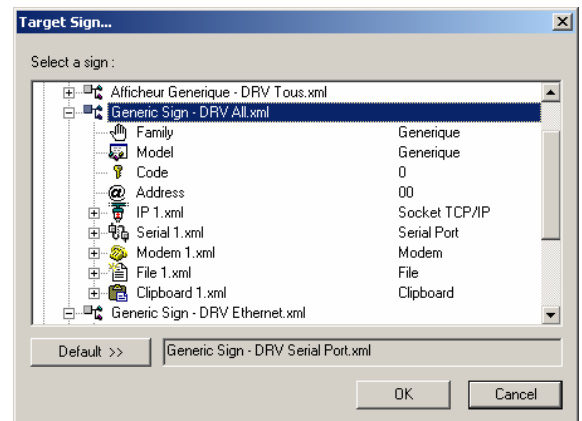 Target Sign...
Select a sign :
Afficheur Generique - DRV Tous.xml
Generic Sign - DRV All.xml
Family Generique
Model Generique
Code 0
Address 00
IP 1.xml Socket TCP/IP
Serial 1.xml Serial Port
Modem 1.xml Modem
File 1.xml File
Clipboard 1.xml Clipboard
Generic Sign - DRV Ethernet.xml
Default >> Generic Sign - DRV Serial Port.xml
OK Cancel